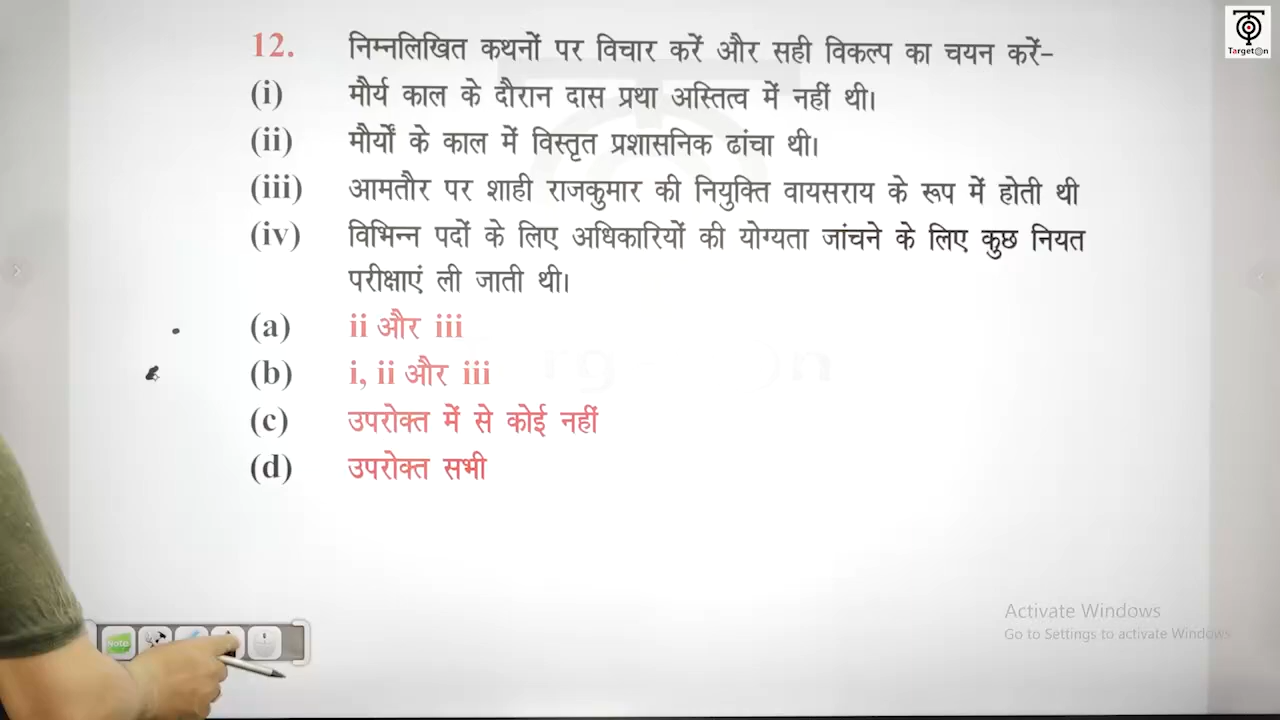 TargetOn
12. निम्नलिखित कथनों पर विचार करें और सही विकल्प का चयन करें–
(i) मौर्य काल के दौरान दास प्रथा अस्तित्व में नहीं थी।
(ii) मौर्यों के काल में विस्तृत प्रशासनिक ढांचा थी।
(iii) आमतौर पर शाही राजकुमार की नियुक्ति वायसराय के रूप में होती थी
(iv) विभिन्न पदों के लिए अधिकारियों की योग्यता जांचने के लिए कुछ नियत
परीक्षाएं ली जाती थी।
(a) ii और iii
(b) i, ii और iii
(c) उपरोक्त में से कोई नहीं
(d) उपरोक्त सभी
Activate Windows
Go to Settings to activate Windows
Note